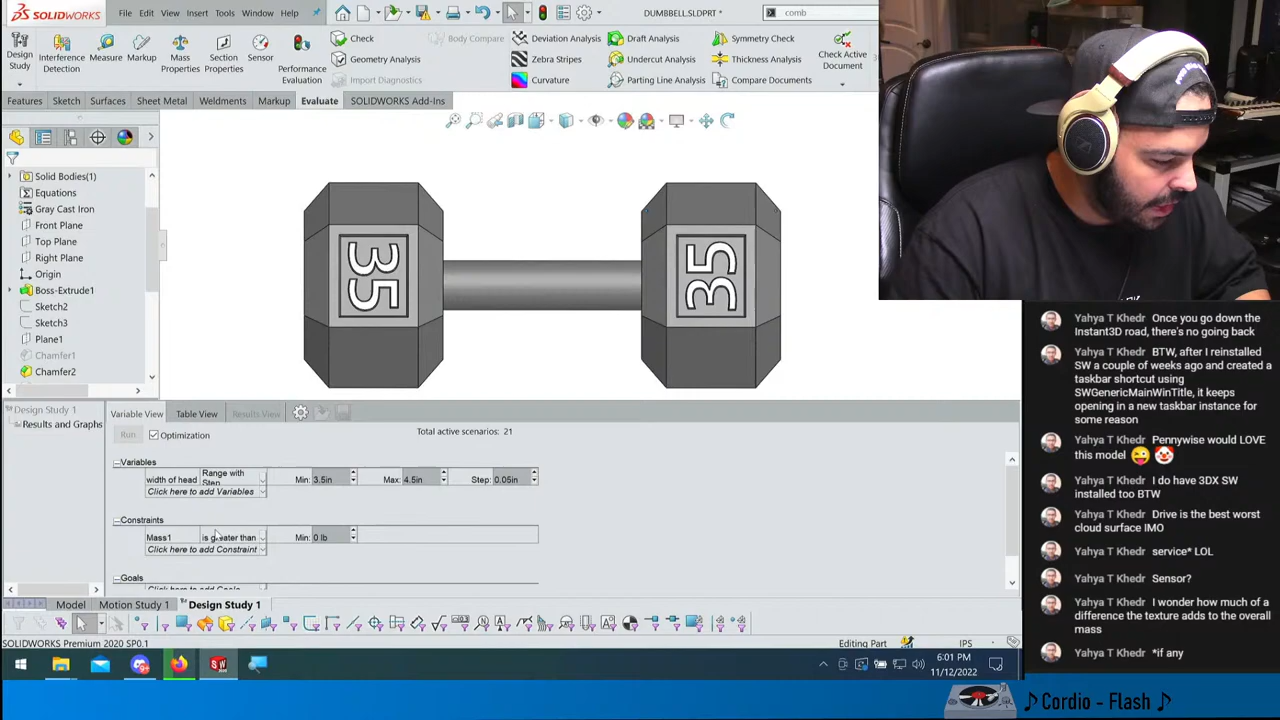 SOLIDWORKS File Edit View Insert Tools Window Help DUMBBELL.SLDPRT * comb
Design Study
Interference Detection
Measure
Markup
Mass Properties
Section Properties
Sensor
Performance Evaluation
Check
Geometry Analysis
Import Diagnostics
Body Compare
Deviation Analysis
Zebra Stripes
Curvature
Draft Analysis
Undercut Analysis
Parting Line Analysis
Symmetry Check
Thickness Analysis
Compare Documents
Check Active Document
Features Sketch Surfaces Sheet Metal Weldments Markup Evaluate SOLIDWORKS Add-Ins
Solid Bodies(1)
Equations
Gray Cast Iron
Front Plane
Top Plane
Right Plane
Origin
Boss-Extrude1
Sketch2
Sketch3
Plane1
Chamfer1
Chamfer2
35
35
Design Study 1
Results and Graphs
Variable View Table View Results View
Run Optimization Total active scenarios: 21
Variables
width of head Range with Step Min: 3.5in Max: 4.5in Step: 0.05in
Click here to add Variables
Constraints
Mass1 is greater than Min: 0 lb
Click here to add Constraint
Goals
Click here to add Goals
Model Motion Study 1 Design Study 1
SOLIDWORKS Premium 2020 SP0.1 Editing Part IPS
6:01 PM
11/12/2022
Yahya T Khedr Once you go down the
Instant3D road, there's no going back
Yahya T Khedr BTW, after I reinstalled
SW a couple of weeks ago and created a
taskbar shortcut using
SWGenericMainWinTitle, it keeps
opening in a new taskbar instance for
some reason
Yahya T Khedr Pennywise would LOVE
this model 😜 🤡
Yahya T Khedr I do have 3DX SW
installed too BTW
Yahya T Khedr Drive is the best worst
cloud surface IMO
Yahya T Khedr service* LOL
Yahya T Khedr Sensor?
Yahya T Khedr I wonder how much of a
difference the texture adds to the overall
mass
Yahya T Khedr *if any
♪ Cordio - Flash ♪